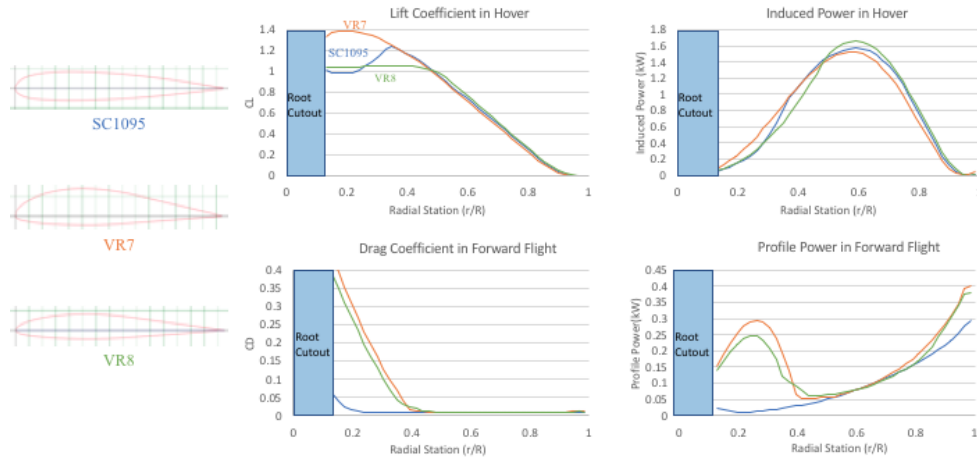 SC1095
VR7
VR8
Lift Coefficient in Hover
1.4
1.2
1
0.8
0.6
0.4
0.2
0
CL
Root
Cutout
VR7
SC1095
VR8
0 0.2 0.4 0.6 0.8 1
Radial Station (r/R)
Induced Power in Hover
1.8
1.6
1.4
1.2
1
0.8
0.6
0.4
0.2
0
Induced Power (kW)
Root
Cutout
0 0.2 0.4 0.6 0.8 1
Radial Station (r/R)
Drag Coefficient in Forward Flight
0.4
0.35
0.3
0.25
0.2
0.15
0.1
0.05
0
CD
Root
Cutout
0 0.2 0.4 0.6 0.8 1
Radial Station (r/R)
Profile Power in Forward Flight
0.45
0.4
0.35
0.3
0.25
0.2
0.15
0.1
0.05
0
Profile Power(kW)
Root
Cutout
0 0.2 0.4 0.6 0.8 1
Radial Station (r/R)